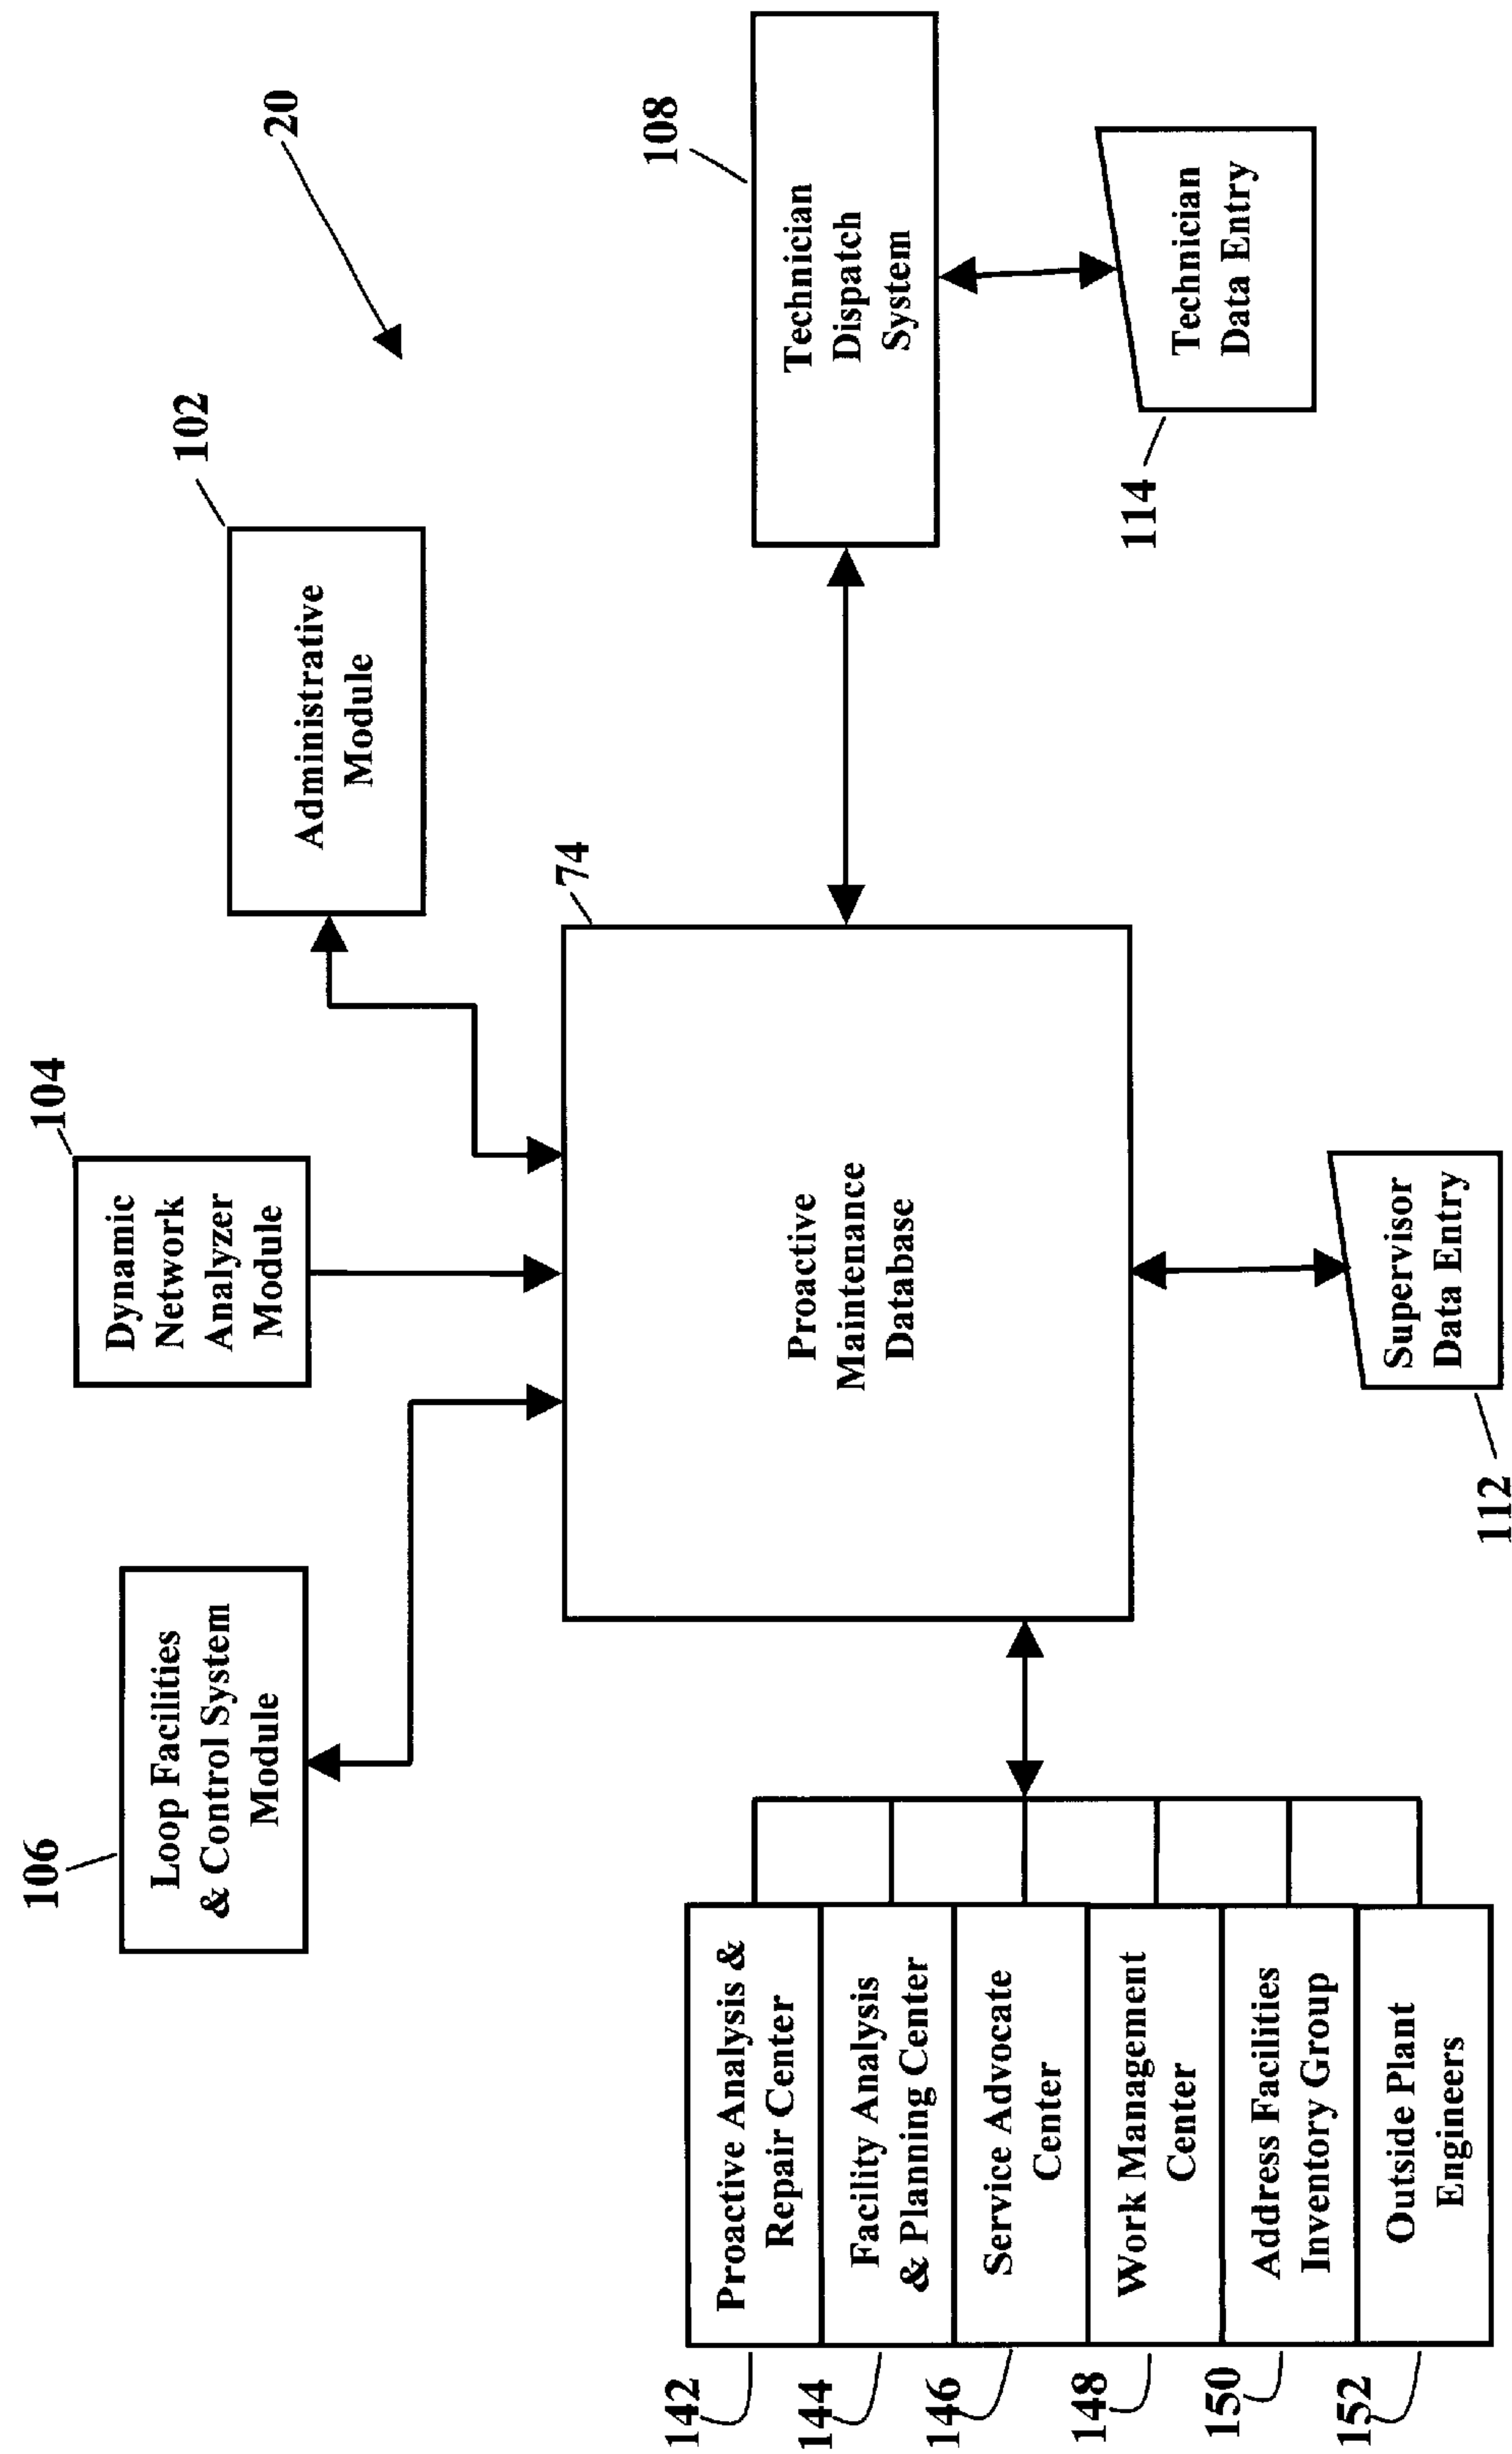 20
104
Dynamic
Network
Analyzer
Module
102
Administrative
Module
106
Loop Facilities
& Control System
Module
74
Proactive
Maintenance
Database
108
Technician
Dispatch
System
114
Technician
Data Entry
112
Supervisor
Data Entry
142
Proactive Analysis &
Repair Center
144
Facility Analysis
& Planning Center
146
Service Advocate
Center
148
Work Management
Center
150
Address Facilities
Inventory Group
152
Outside Plant
Engineers